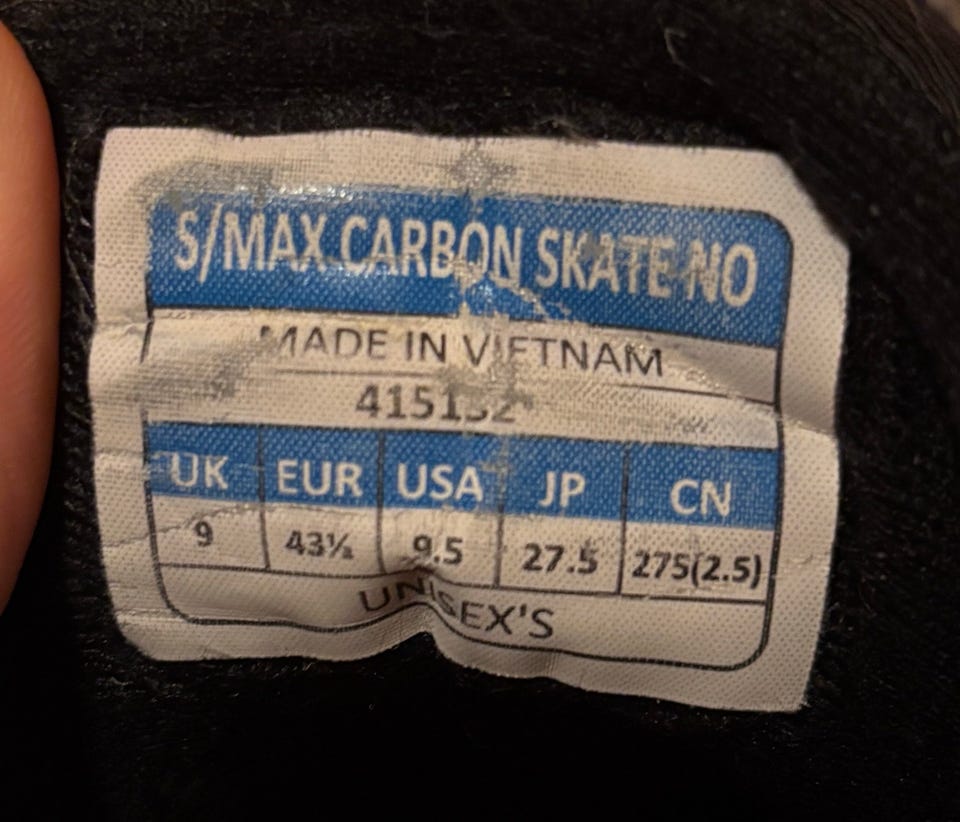 S/MAX CARBON SKATE NO
MADE IN VIETNAM
415132
UK EUR USA JP CN
9 43⅓ 9.5 27.5 275(2.5)
UNISEX'S